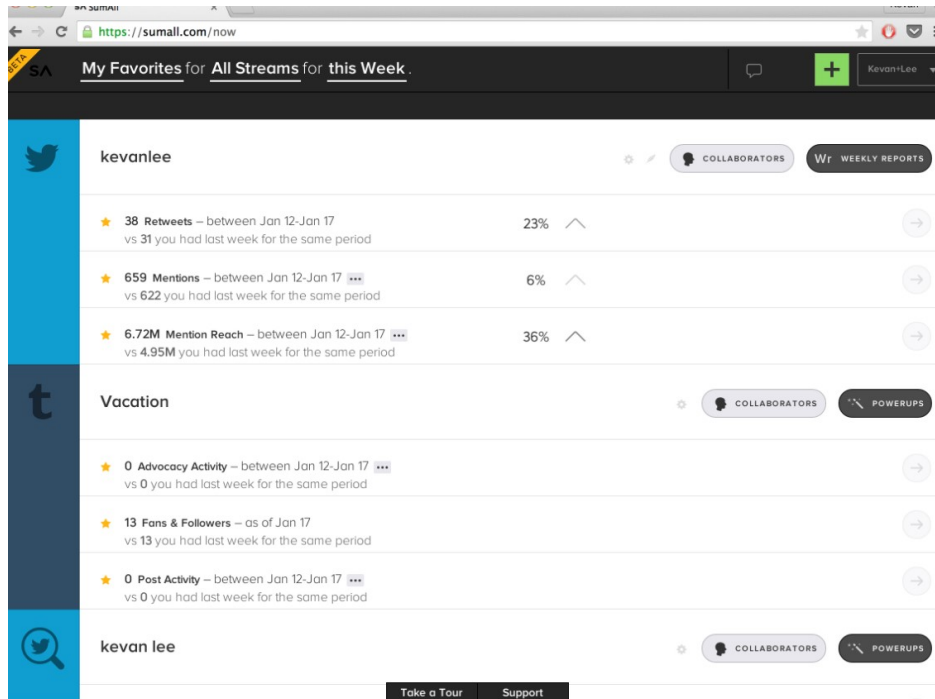 SA SumAll
Kevan
https://sumall.com/now
BETA
SA
My Favorites for All Streams for this Week.
Kevan+Lee
kevanlee
COLLABORATORS
Wr WEEKLY REPORTS
38 Retweets – between Jan 12-Jan 17
vs 31 you had last week for the same period
23%
659 Mentions – between Jan 12-Jan 17 •••
vs 622 you had last week for the same period
6%
6.72M Mention Reach – between Jan 12-Jan 17 •••
vs 4.95M you had last week for the same period
36%
t
Vacation
COLLABORATORS
POWERUPS
0 Advocacy Activity – between Jan 12-Jan 17 •••
vs 0 you had last week for the same period
13 Fans & Followers – as of Jan 17
vs 13 you had last week for the same period
0 Post Activity – between Jan 12-Jan 17 •••
vs 0 you had last week for the same period
kevan lee
COLLABORATORS
POWERUPS
Take a Tour
Support